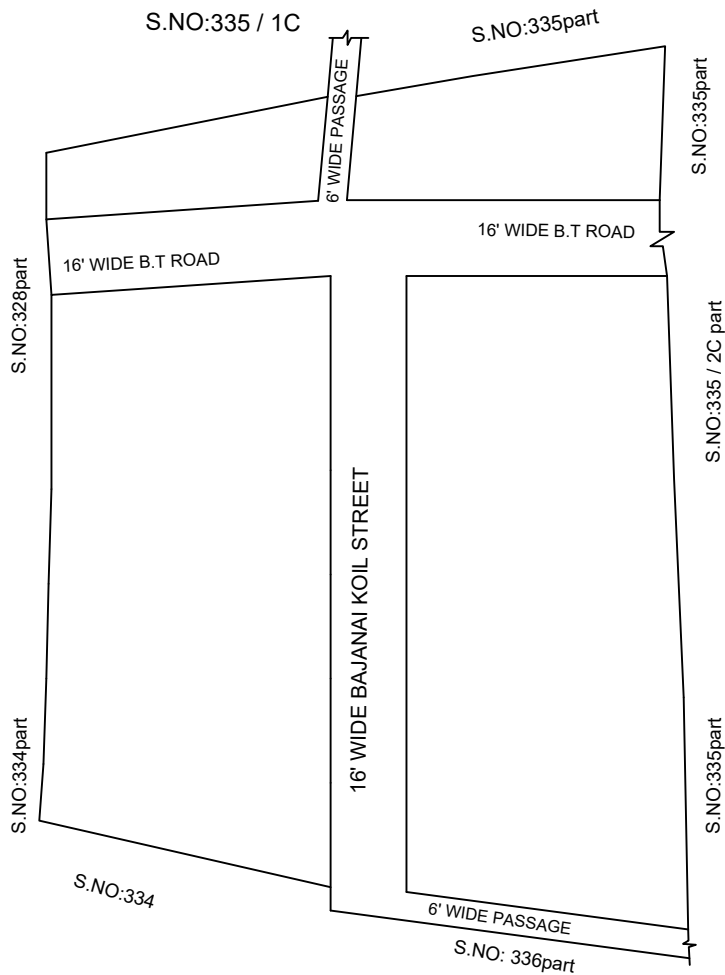 S.NO:335 / 1C
S.NO:335part
6' WIDE PASSAGE
S.NO:335part
16' WIDE B.T ROAD
16' WIDE B.T ROAD
S.NO:328part
S.NO:335 / 2C part
16' WIDE BAJANAI KOIL STREET
S.NO:334part
S.NO:335part
S.NO:334
6' WIDE PASSAGE
S.NO: 336part